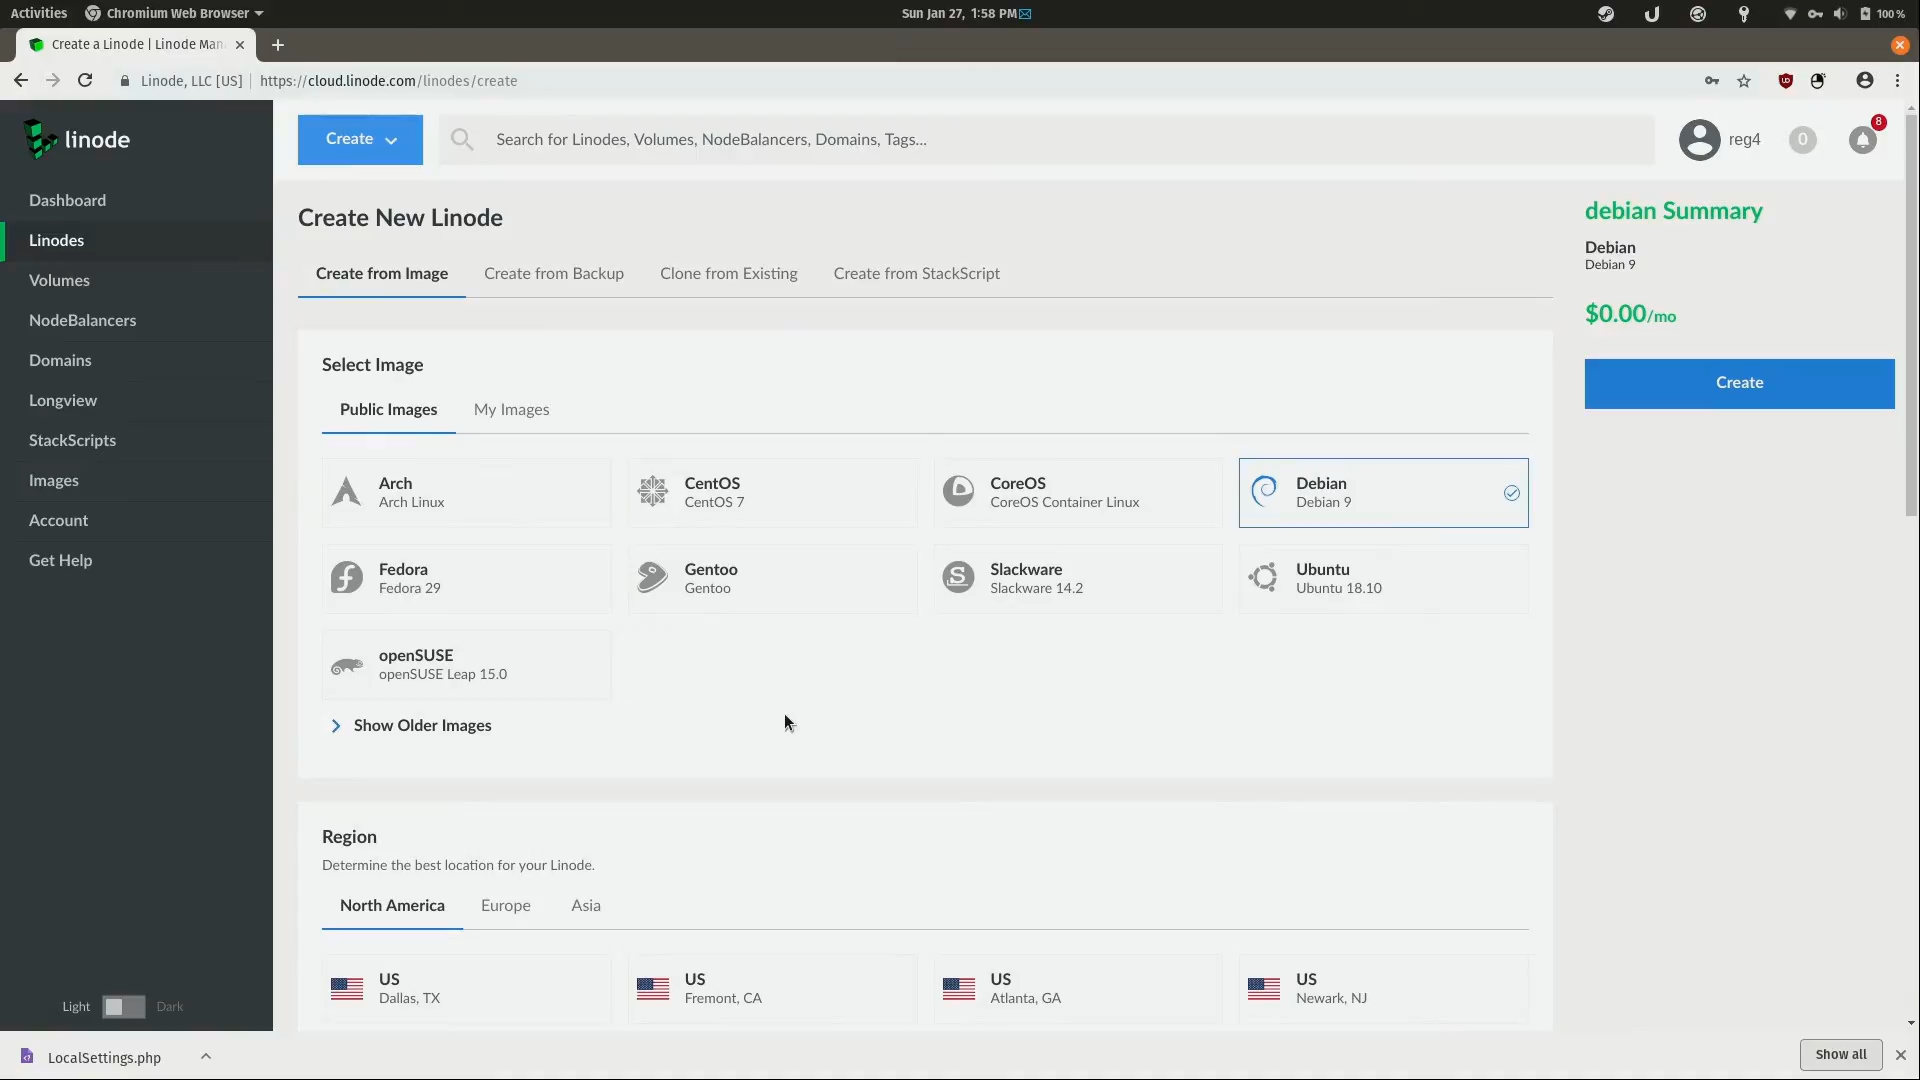 Activities
Chromium Web Browser
Sun Jan 27, 1:58 PM
100 %
Create a Linode | Linode Man
Linode, LLC [US]
https://cloud.linode.com/linodes/create
linode
Create
Search for Linodes, Volumes, NodeBalancers, Domains, Tags...
reg4
0
8
Dashboard
Linodes
Volumes
NodeBalancers
Domains
Longview
StackScripts
Images
Account
Get Help
Light
Dark
Create New Linode
Create from Image
Create from Backup
Clone from Existing
Create from StackScript
Select Image
Public Images
My Images
Arch
Arch Linux
CentOS
CentOS 7
CoreOS
CoreOS Container Linux
Debian
Debian 9
Fedora
Fedora 29
Gentoo
Gentoo
Slackware
Slackware 14.2
Ubuntu
Ubuntu 18.10
openSUSE
openSUSE Leap 15.0
Show Older Images
Region
Determine the best location for your Linode.
North America
Europe
Asia
US
Dallas, TX
US
Fremont, CA
US
Atlanta, GA
US
Newark, NJ
debian Summary
Debian
Debian 9
$0.00/mo
Create
LocalSettings.php
Show all